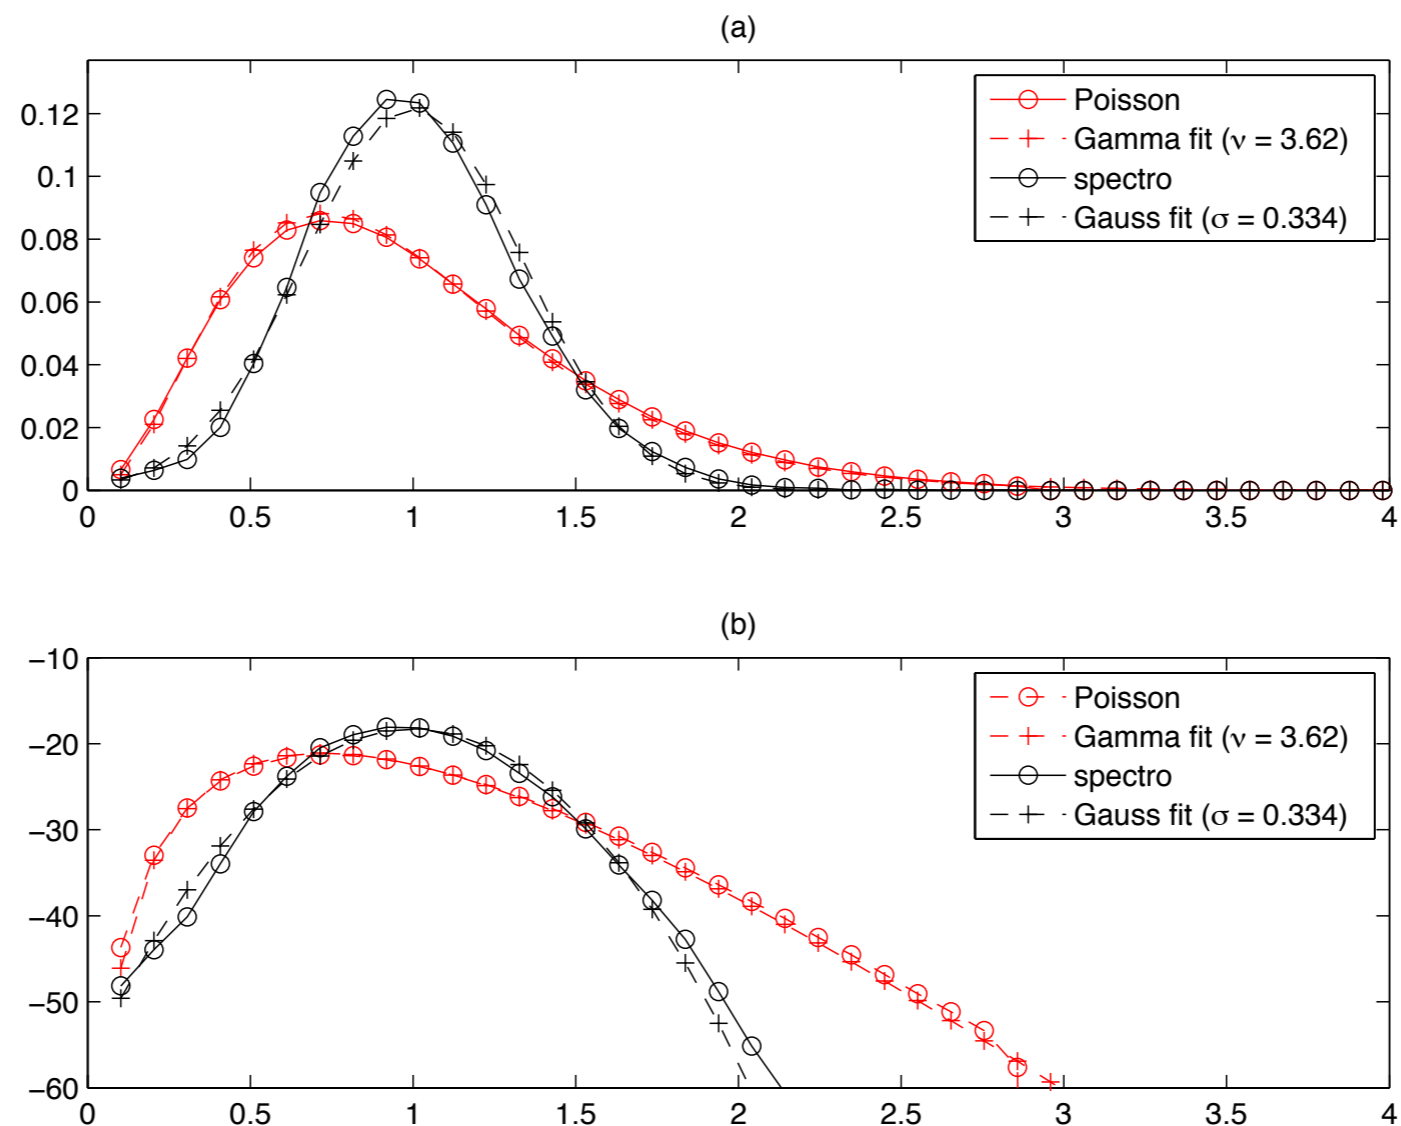 (a)
0.12
0.1
0.08
0.06
0.04
0.02
0
0 0.5 1 1.5 2 2.5 3 3.5 4
Poisson
Gamma fit (ν = 3.62)
spectro
Gauss fit (σ = 0.334)
(b)
−10
−20
−30
−40
−50
−60
0 0.5 1 1.5 2 2.5 3 3.5 4
Poisson
Gamma fit (ν = 3.62)
spectro
Gauss fit (σ = 0.334)